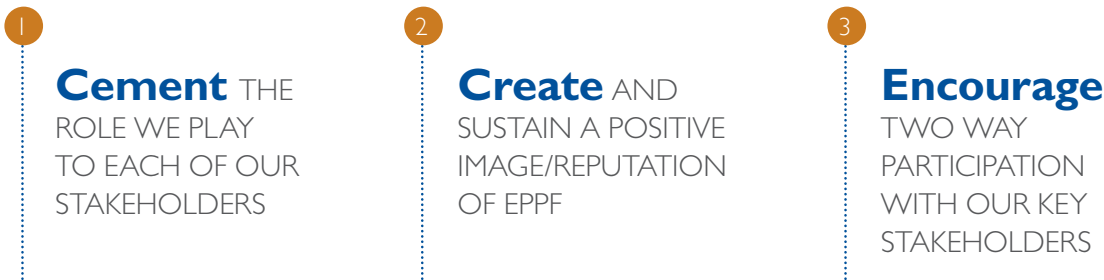 1
Cement THE
ROLE WE PLAY
TO EACH OF OUR
STAKEHOLDERS
2
Create AND
SUSTAIN A POSITIVE
IMAGE/REPUTATION
OF EPPF
3
Encourage
TWO WAY
PARTICIPATION
WITH OUR KEY
STAKEHOLDERS